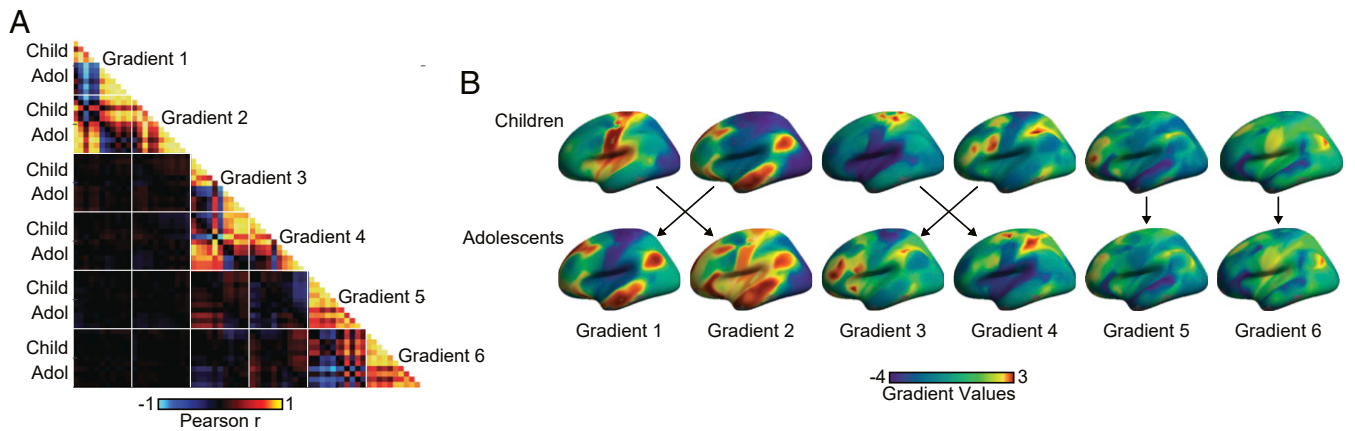 A
Child
Adol
Gradient 1
Child
Adol
Gradient 2
Child
Adol
Gradient 3
Child
Adol
Gradient 4
Child
Adol
Gradient 5
Child
Adol
Gradient 6
-1
1
Pearson r
B
Children
Adolescents
Gradient 1
Gradient 2
Gradient 3
Gradient 4
Gradient 5
Gradient 6
-4
3
Gradient Values